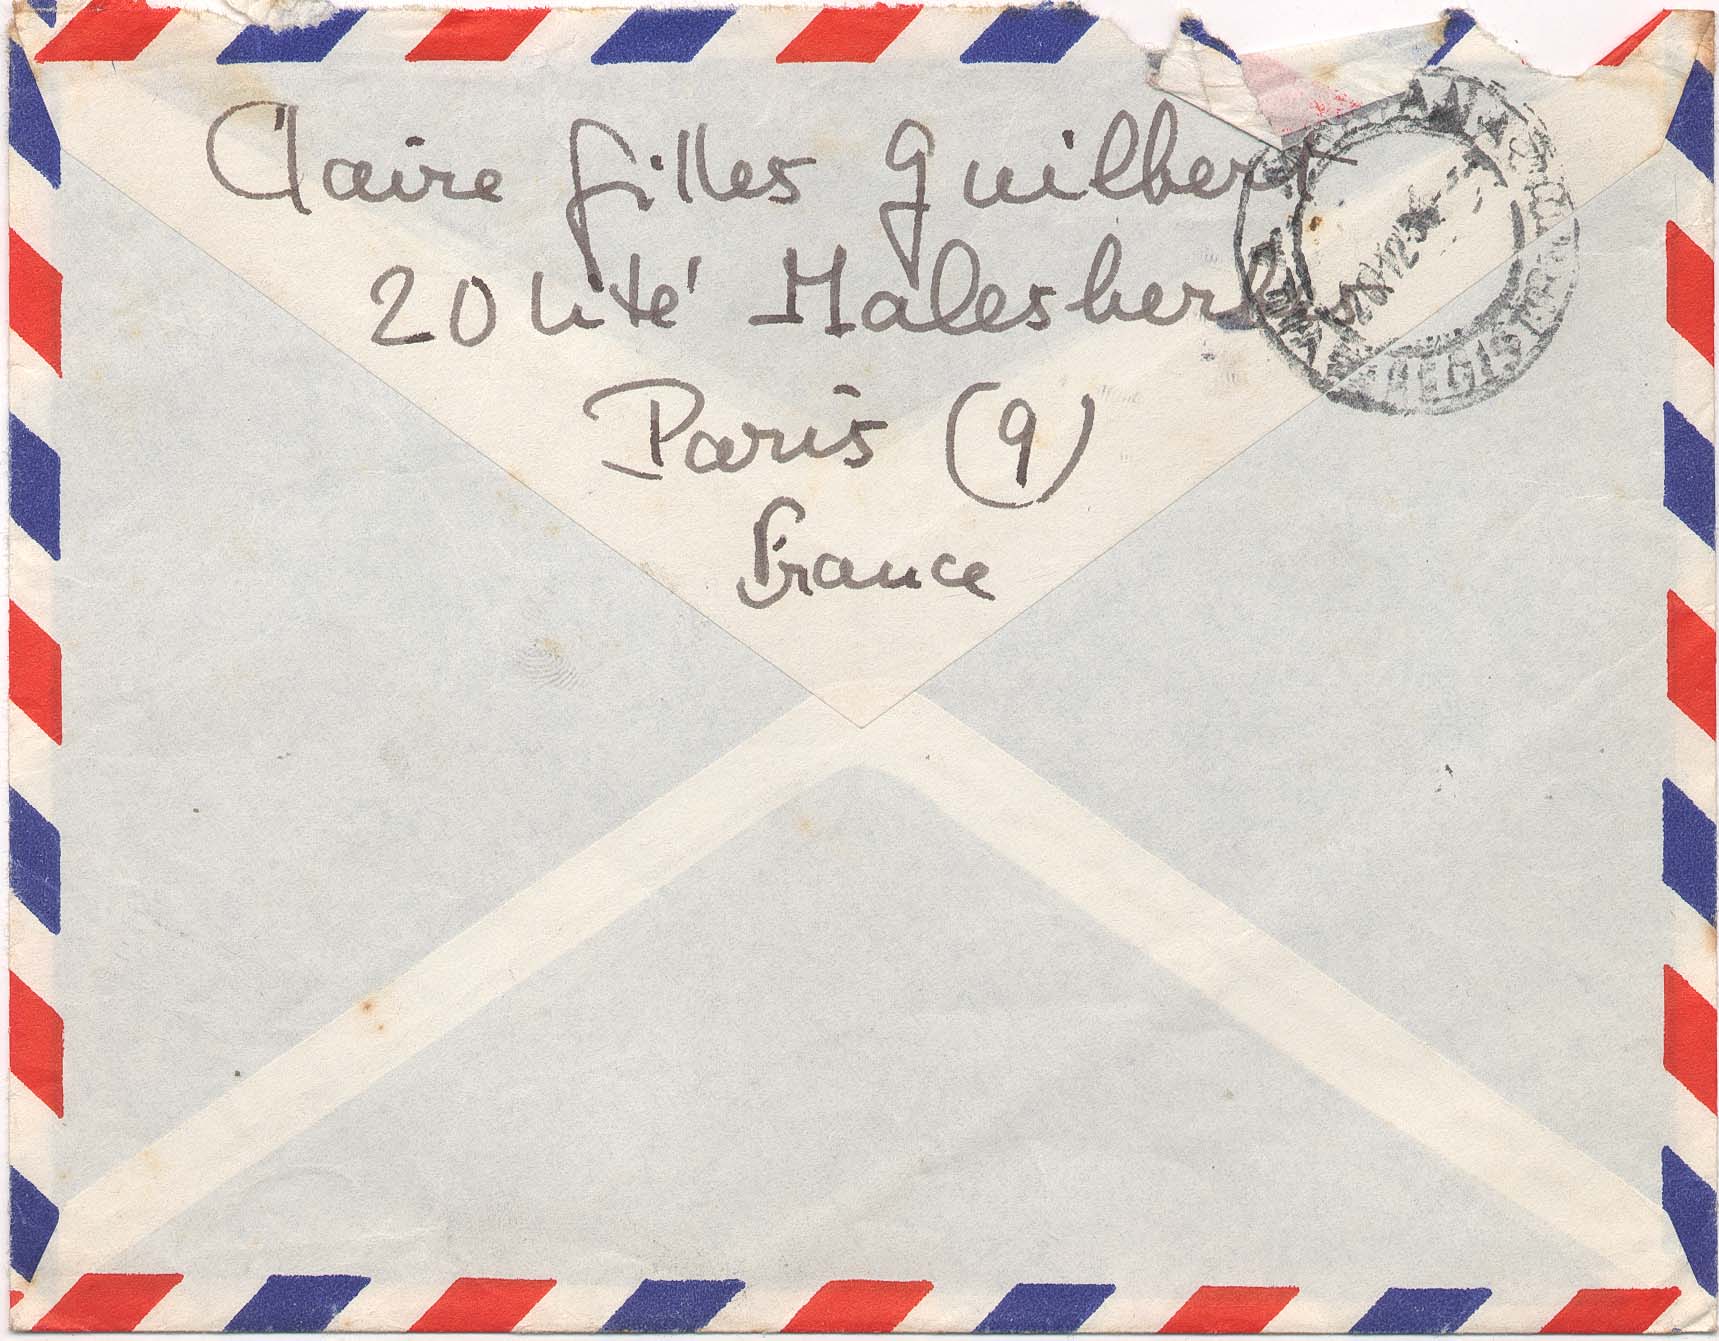 Claire Gilles Guilbert
20 Cité Malesherbes
Paris (9)
France